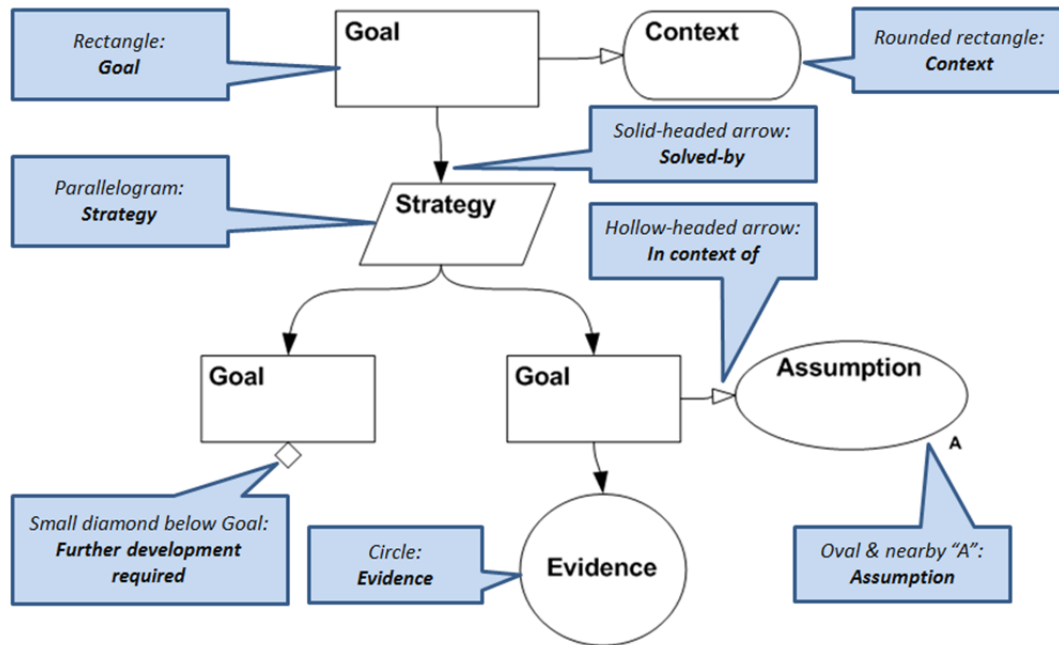 Rectangle:
Goal
Goal
Context
Rounded rectangle:
Context
Solid-headed arrow:
Solved-by
Parallelogram:
Strategy
Strategy
Hollow-headed arrow:
In context of
Goal
Goal
Assumption
A
Small diamond below Goal:
Further development
required
Circle:
Evidence
Evidence
Oval & nearby “A”:
Assumption